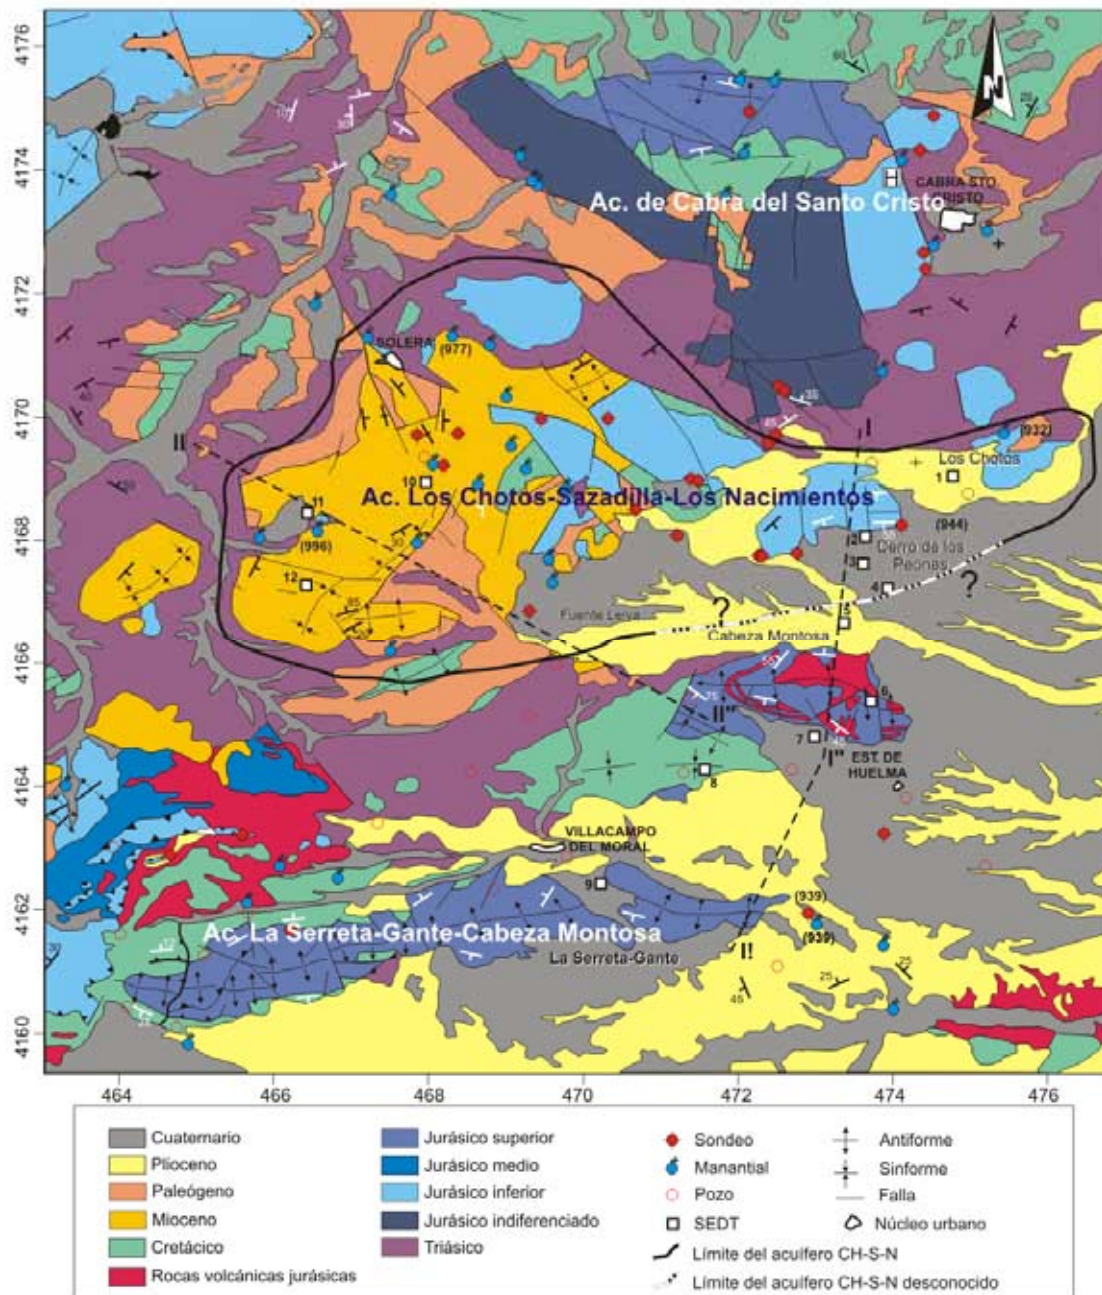 4176
4174
4172
4170
4168
4166
4164
4162
4160
N
CABRA STO
CRISTO
Ac. de Cabra del Santo Cristo
SOLERA
(977)
I
(932)
Los Chotos
1
II
10
Ac. Los Chotos-Sazadilla-Los Nacimientos
11
(996)
12
(944)
2
Cerro de los
3
Peones
4
?
?
5
Fuente Leiva
Cabeza Montosa
6
II''
7
I''
EST. DE
HUELMA
8
VILLACAMPO
DEL MORAL
9
(939)
(939)
Ac. La Serreta-Gante-Cabeza Montosa
La Serreta-Gante
I!
25
25
45
464 466 468 470 472 474 476
Cuaternario
Plioceno
Paleógeno
Mioceno
Cretácico
Rocas volcánicas jurásicas
Jurásico superior
Jurásico medio
Jurásico inferior
Jurásico indiferenciado
Triásico
Sondeo
Manantial
Pozo
SEDT
Antiforme
Sinforme
Falla
Núcleo urbano
Límite del acuífero CH-S-N
Límite del acuífero CH-S-N desconocido